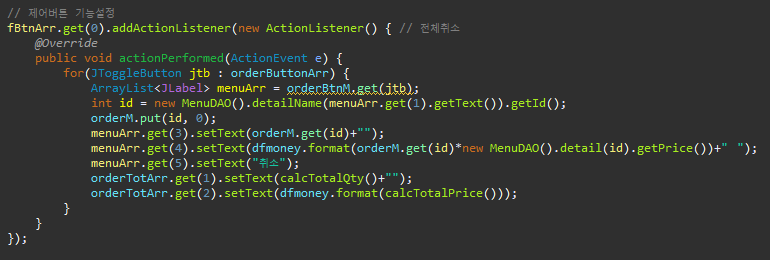 // 제어버튼 기능설정
fBtnArr.get(0).addActionListener(new ActionListener() { // 전체취소
    @Override
    public void actionPerformed(ActionEvent e) {
        for(JToggleButton jtb : orderButtonArr) {
            ArrayList<JLabel> menuArr = orderBtnM.get(jtb);
            int id = new MenuDAO().detailName(menuArr.get(1).getText()).getId();
            orderM.put(id, 0);
            menuArr.get(3).setText(orderM.get(id)+"");
            menuArr.get(4).setText(dfmoney.format(orderM.get(id)*new MenuDAO().detail(id).getPrice())+" ");
            menuArr.get(5).setText("취소");
            orderTotArr.get(1).setText(calcTotalQty()+"");
            orderTotArr.get(2).setText(dfmoney.format(calcTotalPrice()));
        }
    }
});